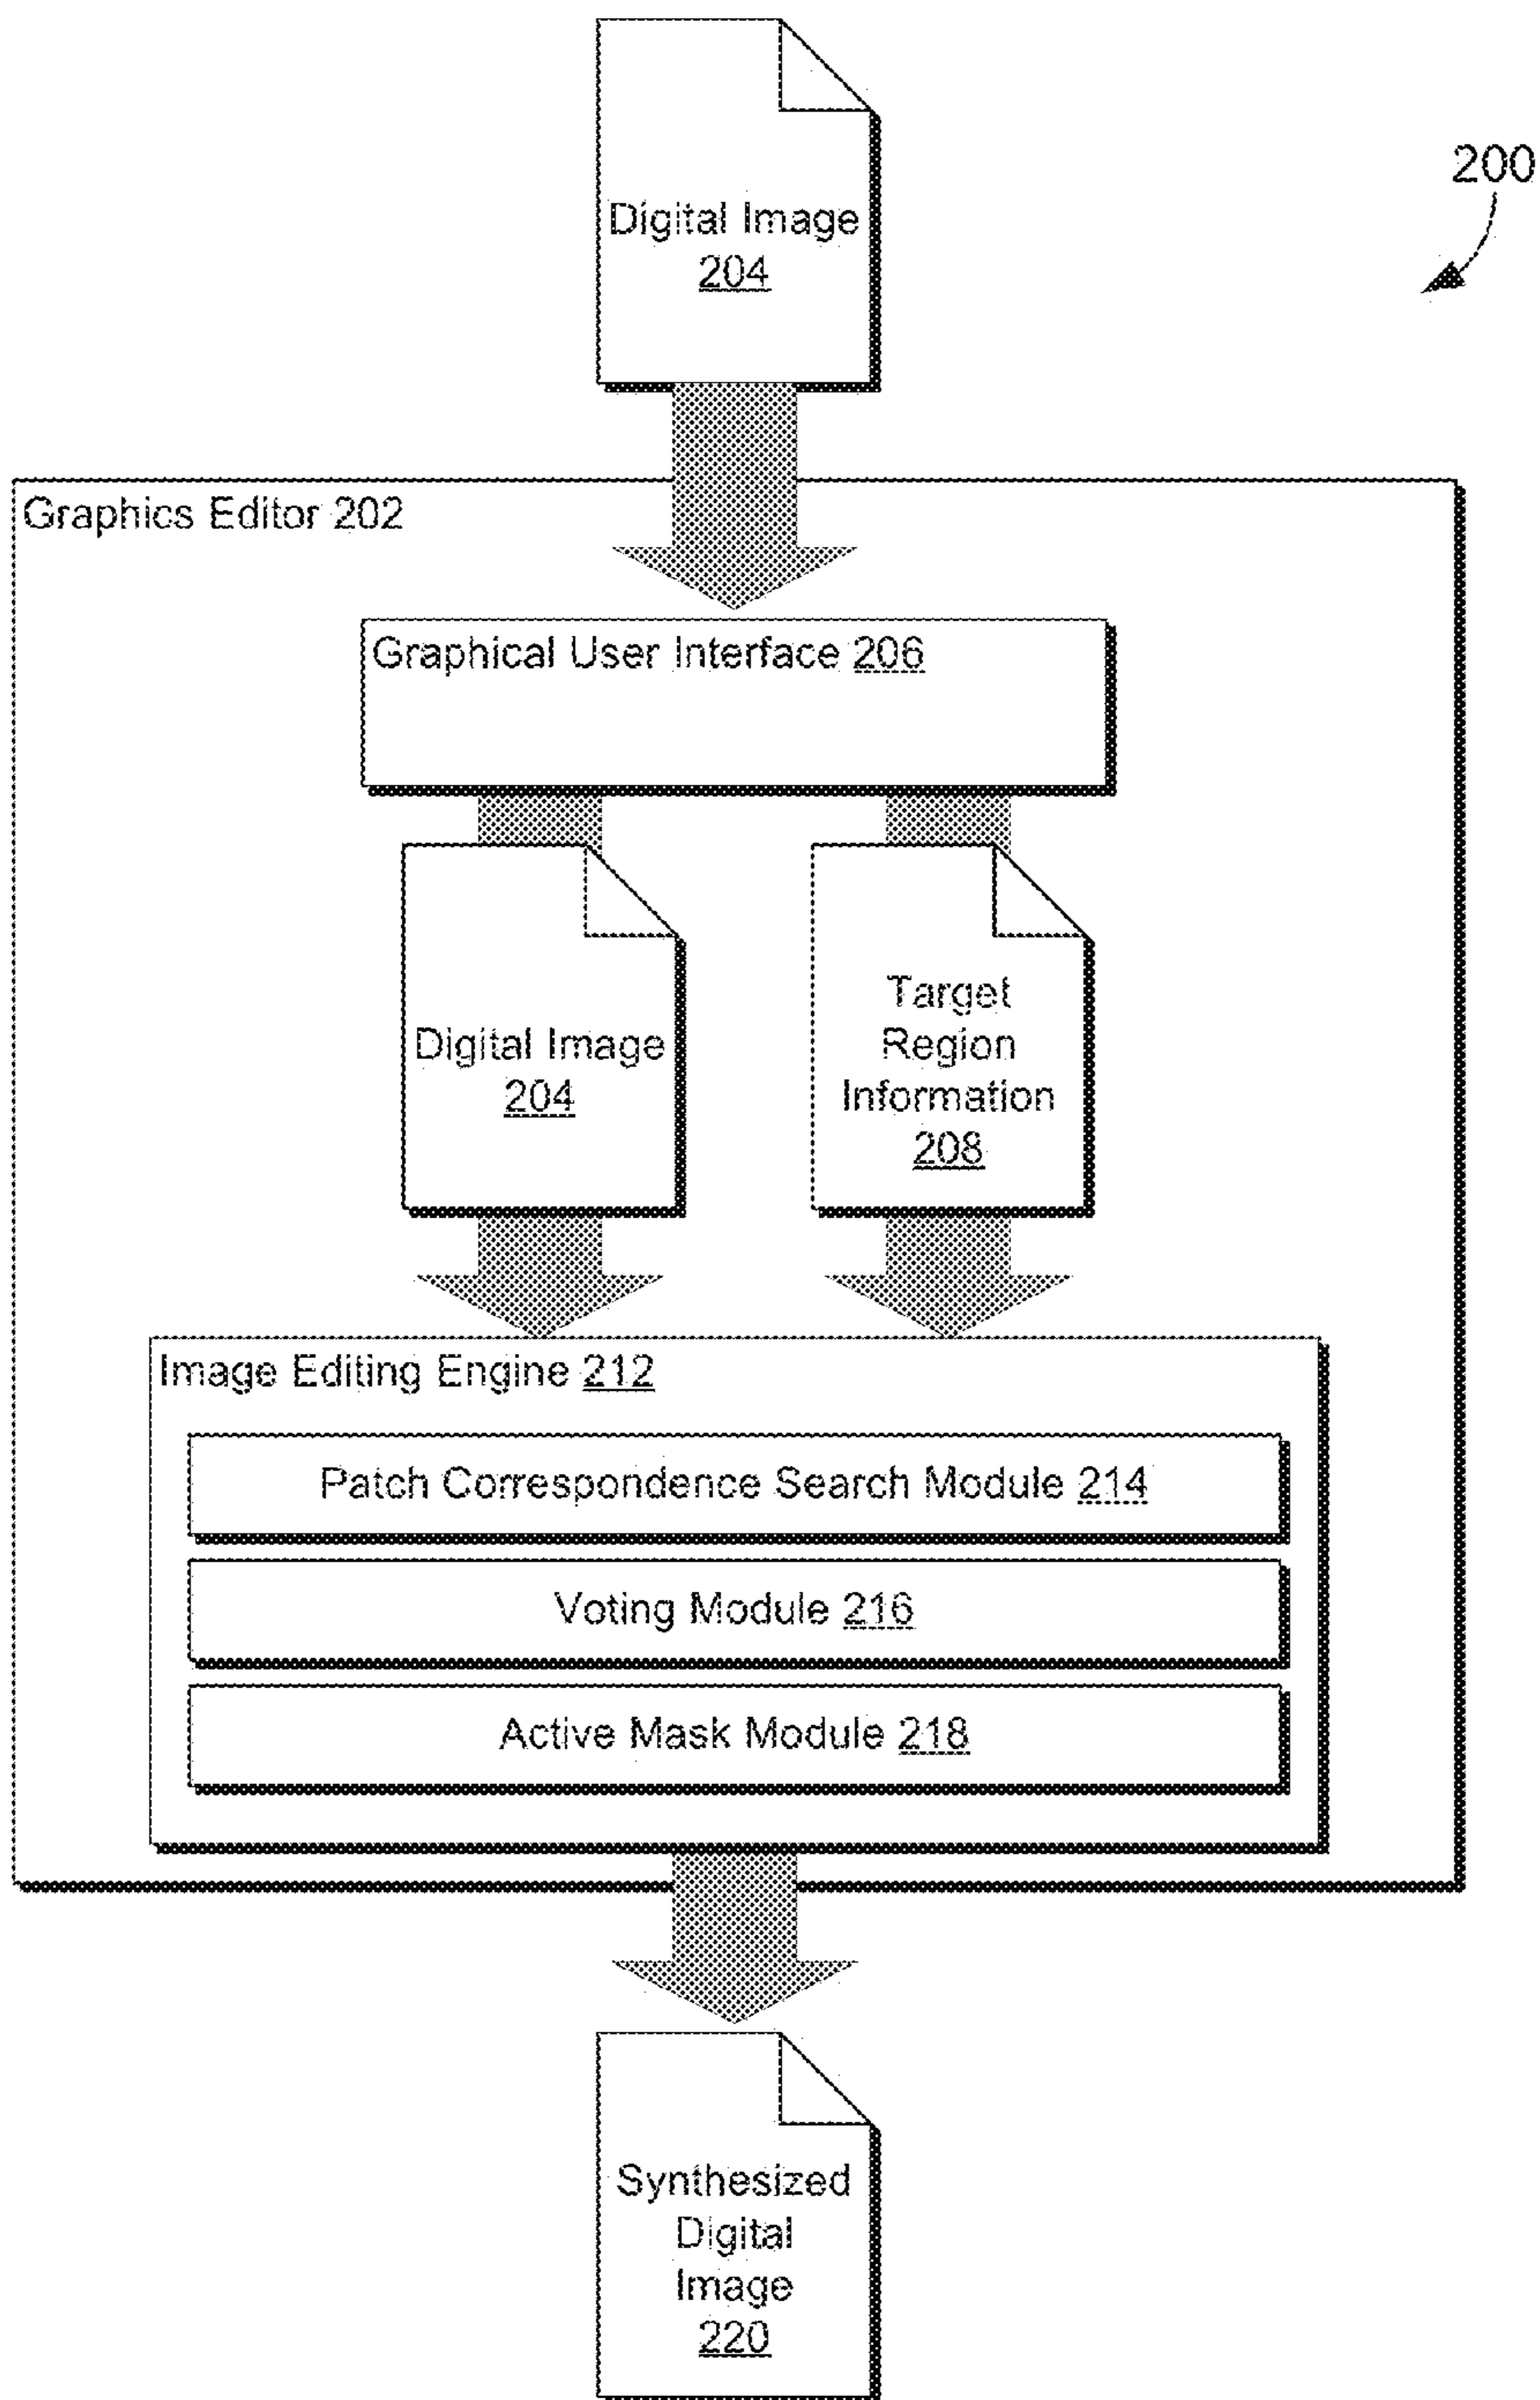 200
Digital Image
204
Graphics Editor 202
Graphical User Interface 206
Digital Image
204
Target
Region
Information
208
Image Editing Engine 212
Patch Correspondence Search Module 214
Voting Module 216
Active Mask Module 218
Synthesized
Digital
Image
220